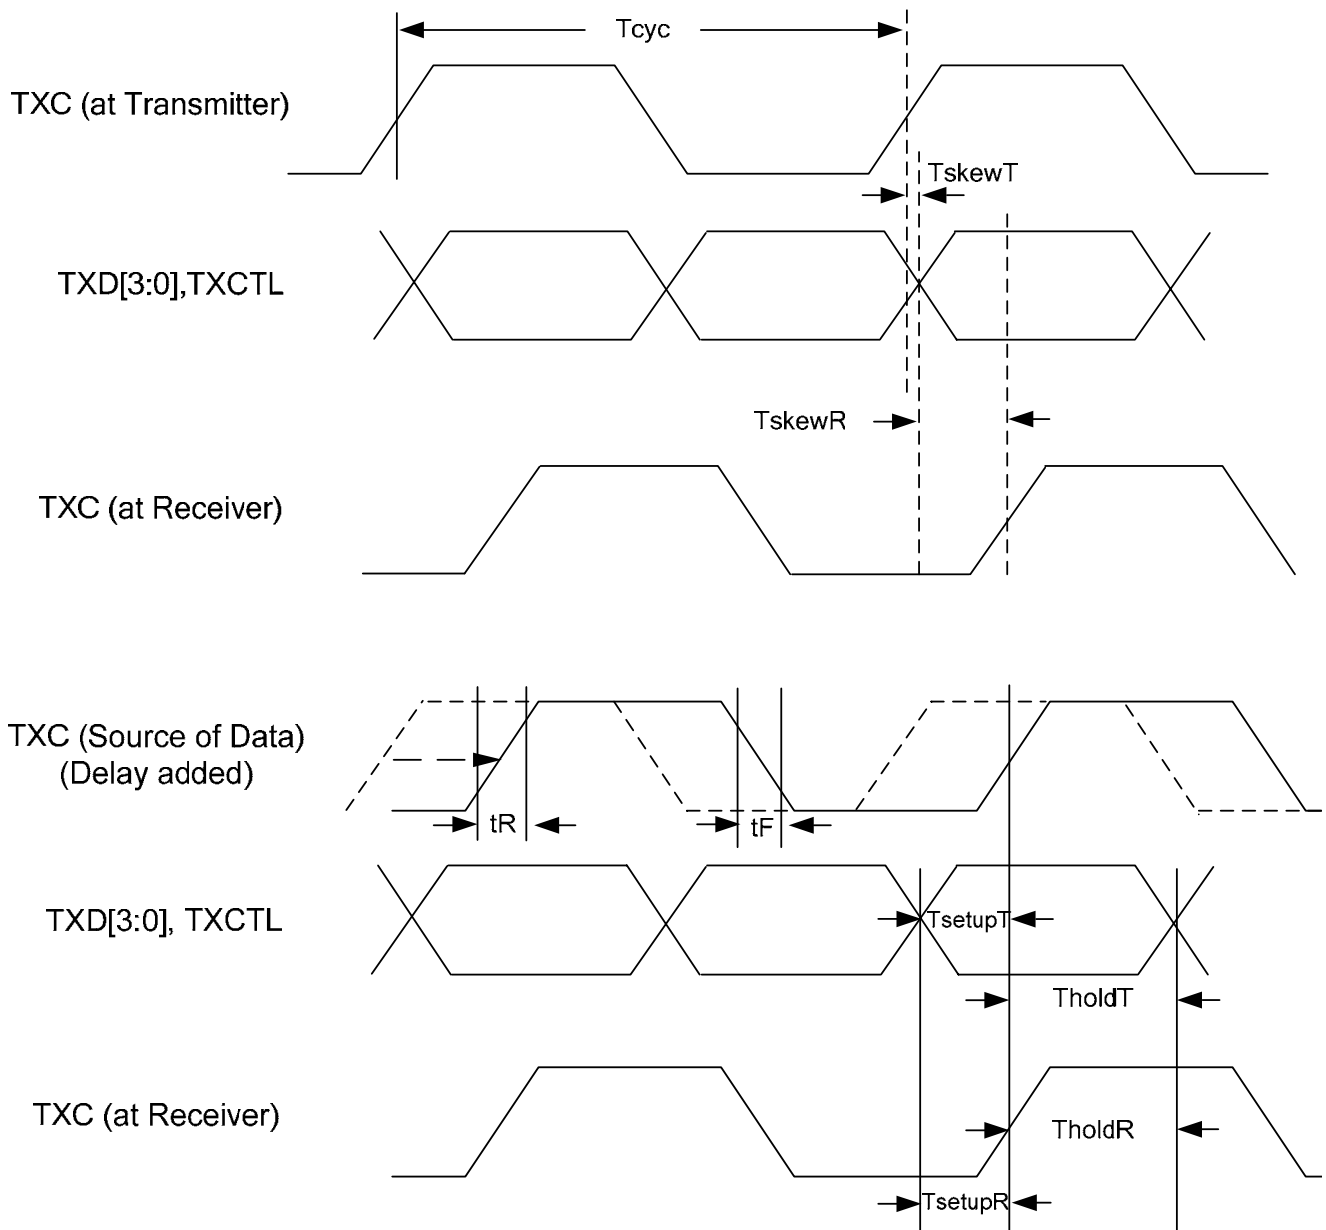 Tcyc
TXC (at Transmitter)
TskewT
TXD[3:0],TXCTL
TskewR
TXC (at Receiver)
TXC (Source of Data)
(Delay added)
tR
tF
TXD[3:0], TXCTL
TsetupT
TholdT
TXC (at Receiver)
TholdR
TsetupR